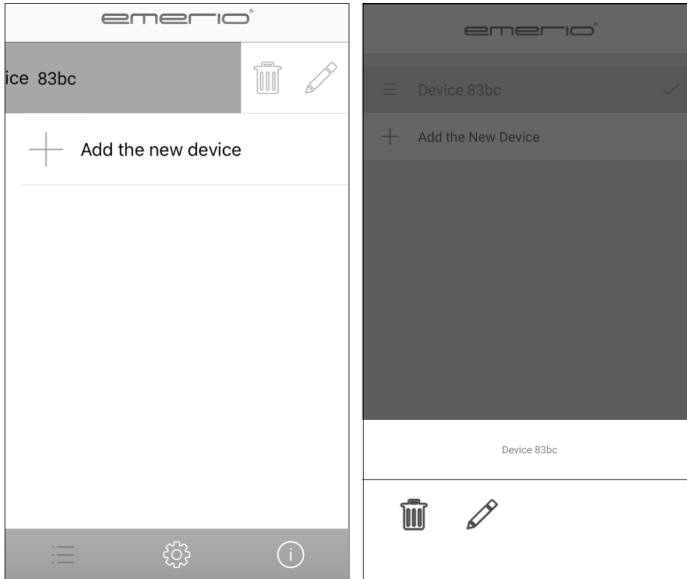 emerio®
ice 83bc
Add the new device
emerio®
Device 83bc
Add the New Device
Device 83bc